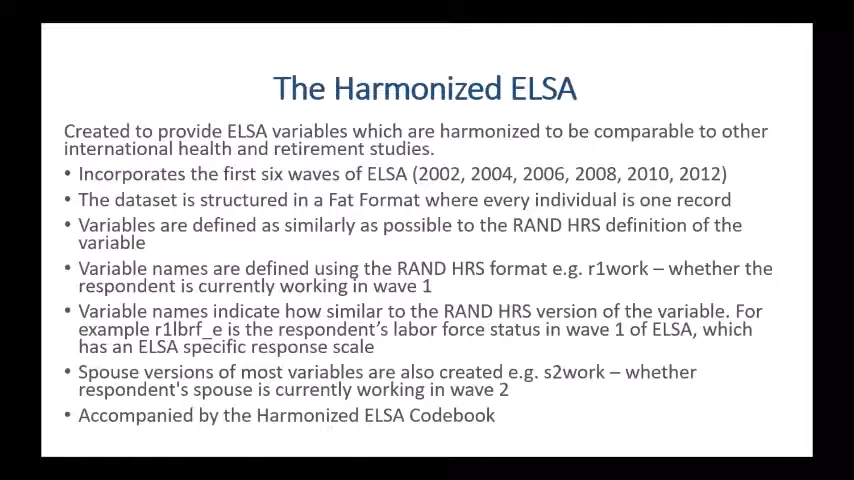 The Harmonized ELSA
Created to provide ELSA variables which are harmonized to be comparable to other
international health and retirement studies.
• Incorporates the first six waves of ELSA (2002, 2004, 2006, 2008, 2010, 2012)
• The dataset is structured in a Fat Format where every individual is one record
• Variables are defined as similarly as possible to the RAND HRS definition of the
variable
• Variable names are defined using the RAND HRS format e.g. r1work – whether the
respondent is currently working in wave 1
• Variable names indicate how similar to the RAND HRS version of the variable. For
example r1lbrf_e is the respondent’s labor force status in wave 1 of ELSA, which
has an ELSA specific response scale
• Spouse versions of most variables are also created e.g. s2work – whether
respondent's spouse is currently working in wave 2
• Accompanied by the Harmonized ELSA Codebook